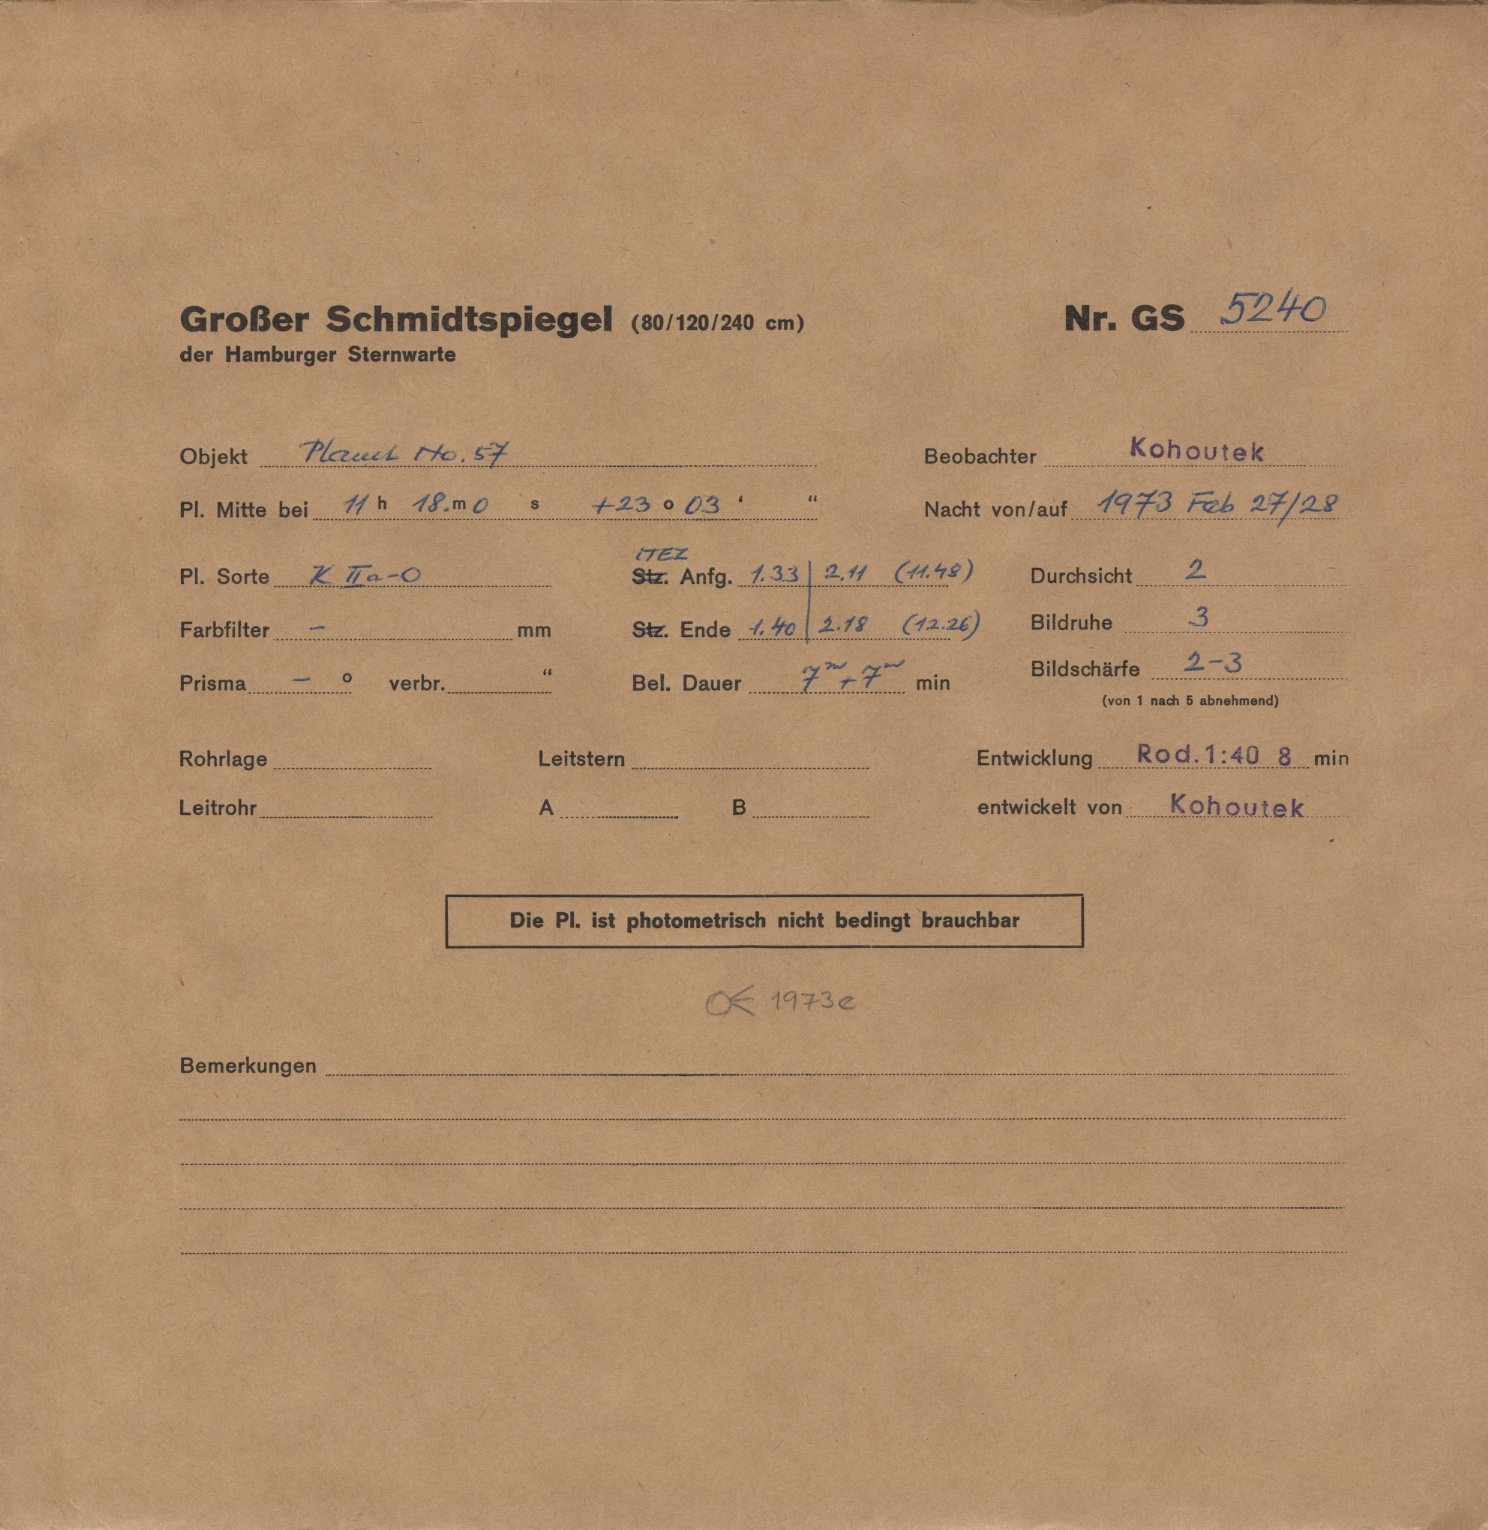 Großer Schmidtspiegel (80/120/240 cm) Nr. GS 5240
der Hamburger Sternwarte
Objekt Planet No. 57 Beobachter Kohoutek
Pl. Mitte bei 11 h 18. m 0 s +23 o 03 ‘ “ Nacht von/auf 1973 Feb 27/28
MEZ
Pl. Sorte K IIa-O Stz. Anfg. 1.33 | 2.11 (11.48) Durchsicht 2
Farbfilter – mm Stz. Ende 1.40 | 2.18 (12.26) Bildruhe 3
Prisma – o verbr. “ Bel. Dauer 7m + 7m min Bildschärfe 2-3
(von 1 nach 5 abnehmend)
Rohrlage Leitstern Entwicklung Rod. 1:40 8 min
Leitrohr A B entwickelt von Kohoutek
Die Pl. ist photometrisch nicht bedingt brauchbar
1973e
Bemerkungen